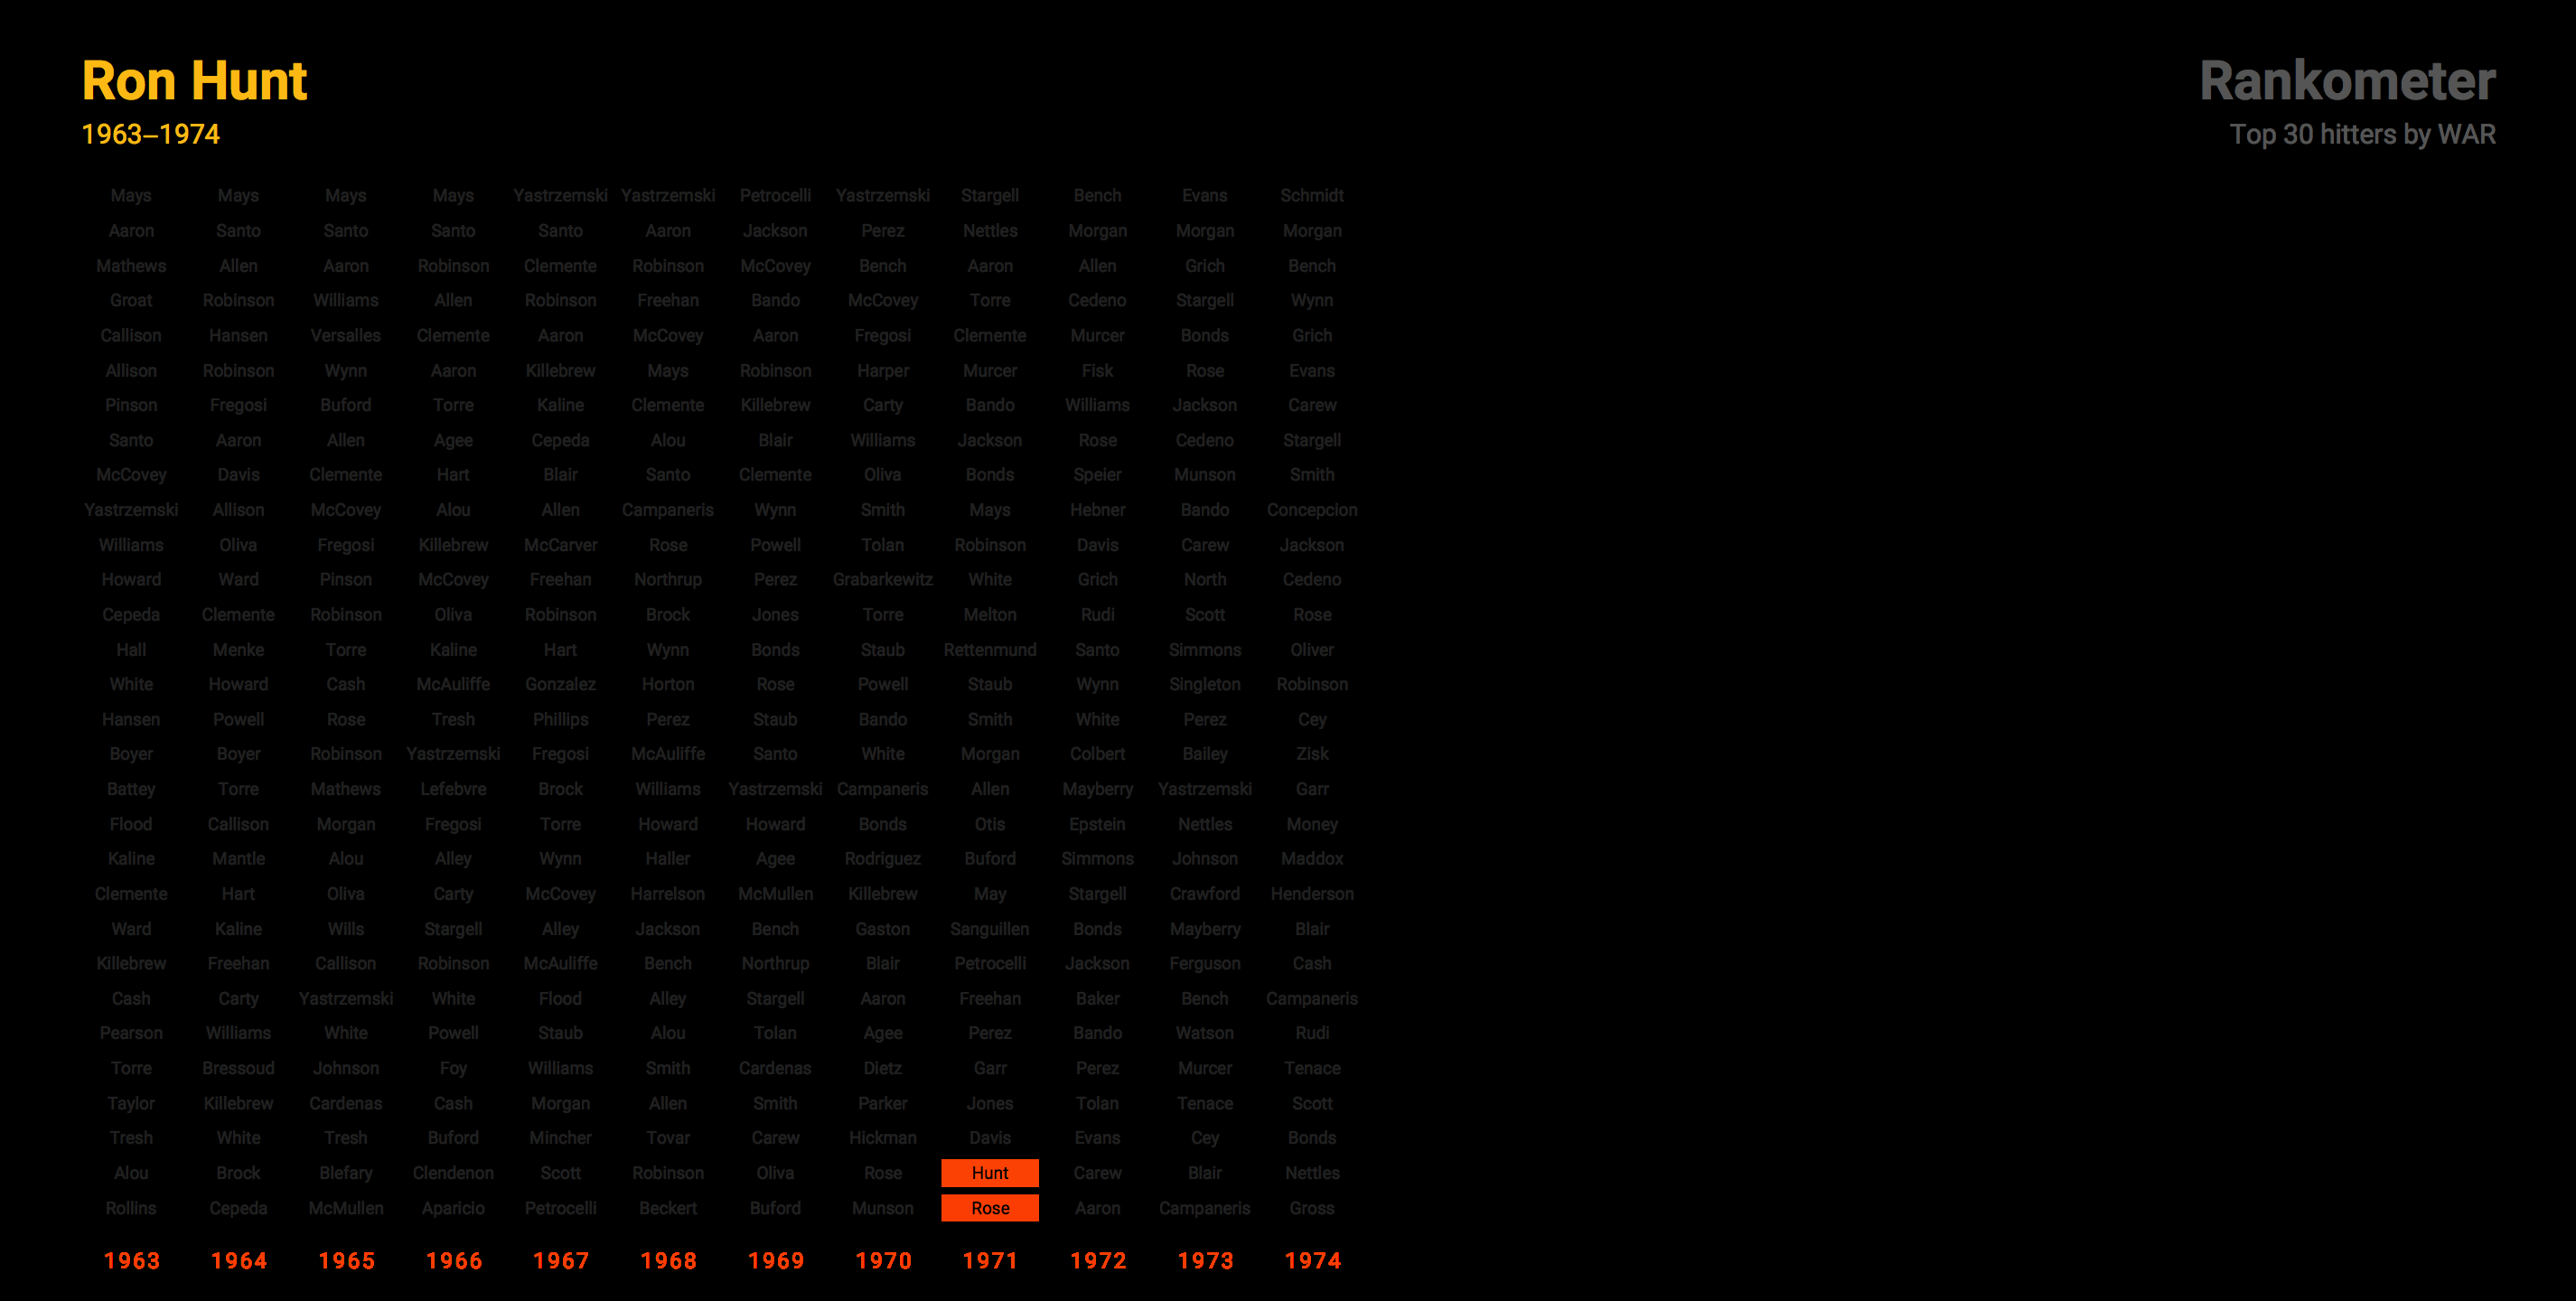 Ron Hunt
1963–1974
Rankometer
Top 30 hitters by WAR
Mays Mays Mays Mays Yastrzemski Yastrzemski Petrocelli Yastrzemski Stargell Bench Evans Schmidt
Aaron Santo Santo Santo Santo Aaron Jackson Perez Nettles Morgan Morgan Morgan
Mathews Allen Aaron Robinson Clemente Robinson McCovey Bench Aaron Allen Grich Bench
Groat Robinson Williams Allen Robinson Freehan Bando McCovey Torre Cedeno Stargell Wynn
Callison Hansen Versalles Clemente Aaron McCovey Aaron Fregosi Clemente Murcer Bonds Grich
Allison Robinson Wynn Aaron Killebrew Mays Robinson Harper Murcer Fisk Rose Evans
Pinson Fregosi Buford Torre Kaline Clemente Killebrew Carty Bando Williams Jackson Carew
Santo Aaron Allen Agee Cepeda Alou Blair Williams Jackson Rose Cedeno Stargell
McCovey Davis Clemente Hart Blair Santo Clemente Oliva Bonds Speier Munson Smith
Yastrzemski Allison McCovey Alou Allen Campaneris Wynn Smith Mays Hebner Bando Concepcion
Williams Oliva Fregosi Killebrew McCarver Rose Powell Tolan Robinson Davis Carew Jackson
Howard Ward Pinson McCovey Freehan Northrup Perez Grabarkewitz White Grich North Cedeno
Cepeda Clemente Robinson Oliva Robinson Brock Jones Torre Melton Rudi Scott Rose
Hall Menke Torre Kaline Hart Wynn Bonds Staub Rettenmund Santo Simmons Oliver
White Howard Cash McAuliffe Gonzalez Horton Rose Powell Staub Wynn Singleton Robinson
Hansen Powell Rose Tresh Phillips Perez Staub Bando Smith White Perez Cey
Boyer Boyer Robinson Yastrzemski Fregosi McAuliffe Santo White Morgan Colbert Bailey Zisk
Battey Torre Mathews Lefebvre Brock Williams Yastrzemski Campaneris Allen Mayberry Yastrzemski Garr
Flood Callison Morgan Fregosi Torre Howard Howard Bonds Otis Epstein Nettles Money
Kaline Mantle Alou Alley Wynn Haller Agee Rodriguez Buford Simmons Johnson Maddox
Clemente Hart Oliva Carty McCovey Harrelson McMullen Killebrew May Stargell Crawford Henderson
Ward Kaline Wills Stargell Alley Jackson Bench Gaston Sanguillen Bonds Mayberry Blair
Killebrew Freehan Callison Robinson McAuliffe Bench Northrup Blair Petrocelli Jackson Ferguson Cash
Cash Carty Yastrzemski White Flood Alley Stargell Aaron Freehan Baker Bench Campaneris
Pearson Williams White Powell Staub Alou Tolan Agee Perez Bando Watson Rudi
Torre Bressoud Johnson Foy Williams Smith Cardenas Dietz Garr Perez Murcer Tenace
Taylor Killebrew Cardenas Cash Morgan Allen Smith Parker Jones Tolan Tenace Scott
Tresh White Tresh Buford Mincher Tovar Carew Hickman Davis Evans Cey Bonds
Alou Brock Blefary Clendenon Scott Robinson Oliva Rose Hunt Carew Blair Nettles
Rollins Cepeda McMullen Aparicio Petrocelli Beckert Buford Munson Rose Aaron Campaneris Gross
1963 1964 1965 1966 1967 1968 1969 1970 1971 1972 1973 1974